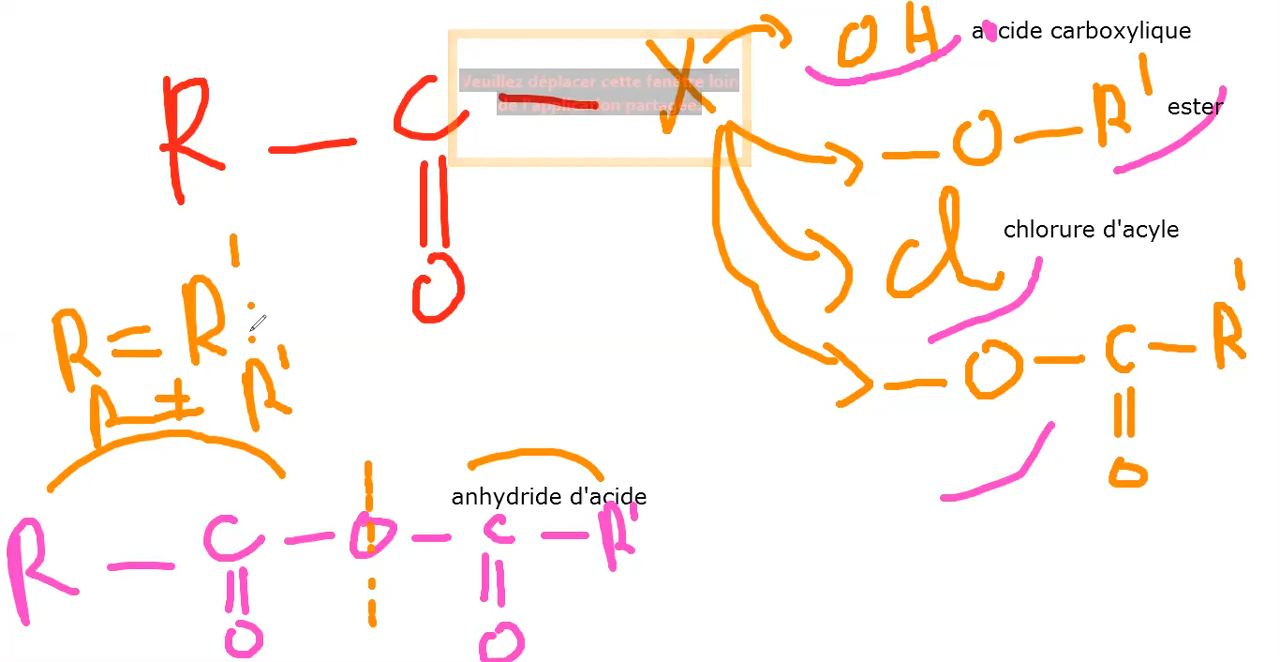 R — C — X
‖
O
OH acide carboxylique
— O — R' ester
Cl chlorure d'acyle
— O — C — R'
‖
O
Veuillez déplacer cette fenêtre loin
de l'application partagée.
R = R' :
R ≠ R'
anhydride d'acide
R — C — O — C — R'
‖ ‖
O O